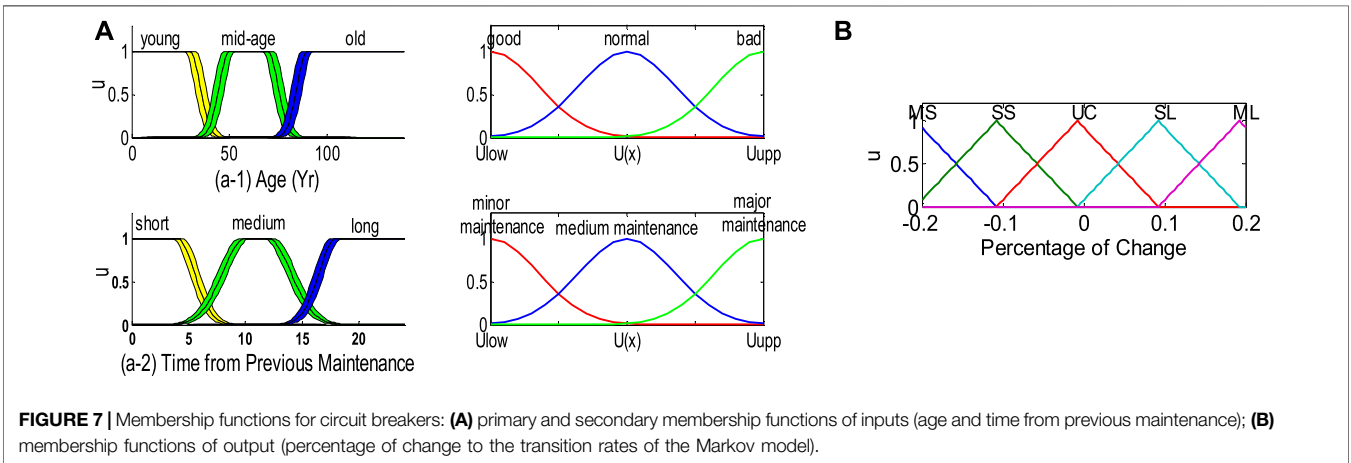 A
young mid-age old
1
0.5
0
u
0 50 100
(a-1) Age (Yr)
good normal bad
1
0.5
0
Ulow U(x) Uupp
short medium long
1
0.5
0
u
0 5 10 15 20
(a-2) Time from Previous Maintenance
minor
maintenance
medium maintenance
major
maintenance
1
0.5
0
Ulow U(x) Uupp
B
MS SS UC SL ML
1
0.5
0
u
-0.2 -0.1 0 0.1 0.2
Percentage of Change
FIGURE 7 | Membership functions for circuit breakers: (A) primary and secondary membership functions of inputs (age and time from previous maintenance); (B)
membership functions of output (percentage of change to the transition rates of the Markov model).